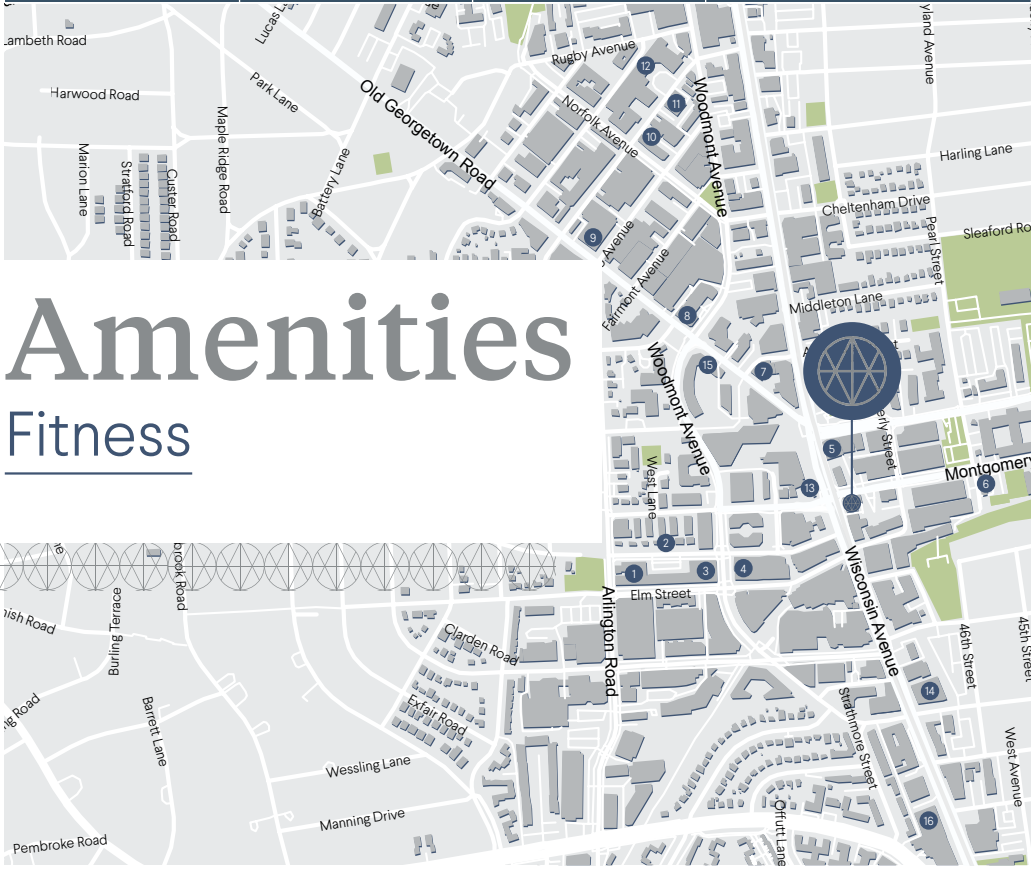 Lambeth Road
Rugby Avenue
12
Park Lane
Harwood Road
Old Georgetown Road
Norfolk Avenue
11
10
Woodmont Avenue
Maple Ridge Road
Marion Lane
Stratford Road
Custer Road
Battery Lane
Harling Lane
Cheltenham Drive
Pearl Street
9
Avenue
Fairmont Avenue
Middleton Lane
8
Amenities
Fitness
15
7
Woodmont Avenue
5
West Lane
13
Montgomery
6
2
1
3
4
Elm Street
Arlington Road
Wisconsin Avenue
Burling Terrace
Clarden Road
46th Street
45th Street
14
Barrett Lane
Exfair Road
Strathmore Street
West Avenue
Wessling Lane
Manning Drive
Offutt Lane
16
Pembroke Road